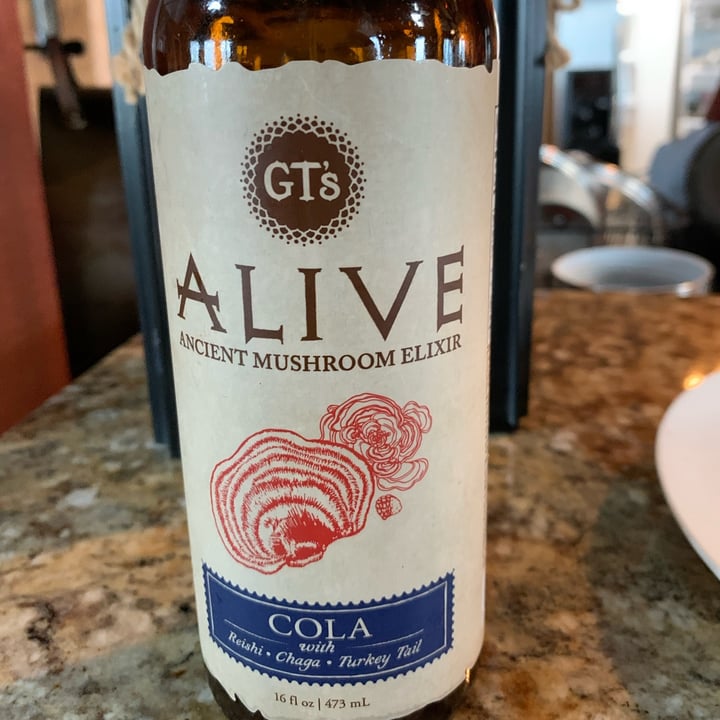 GT's
ALIVE
ANCIENT MUSHROOM ELIXIR
COLA
with
Reishi • Chaga • Turkey Tail
16 fl oz | 473 mL